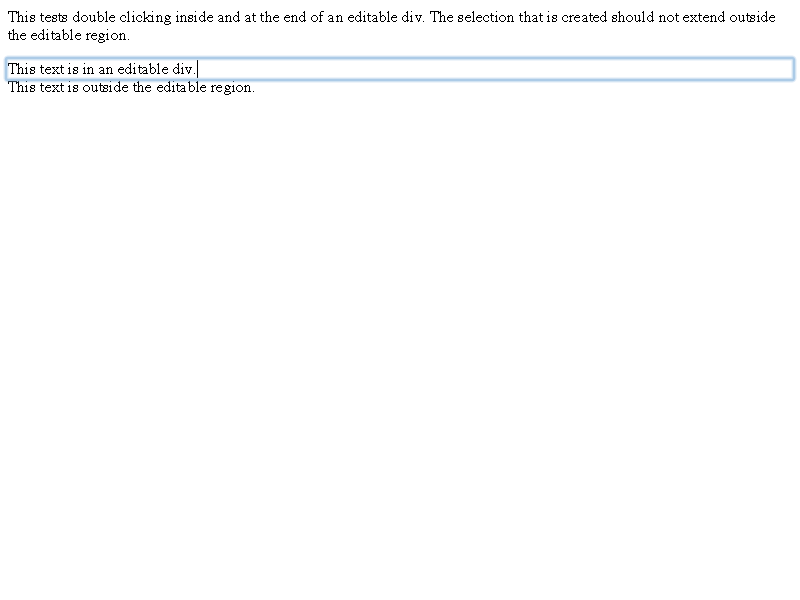 This tests double clicking inside and at the end of an editable div. The selection that is created should not extend outside
the editable region.
This text is in an editable div.
This text is outside the editable region.